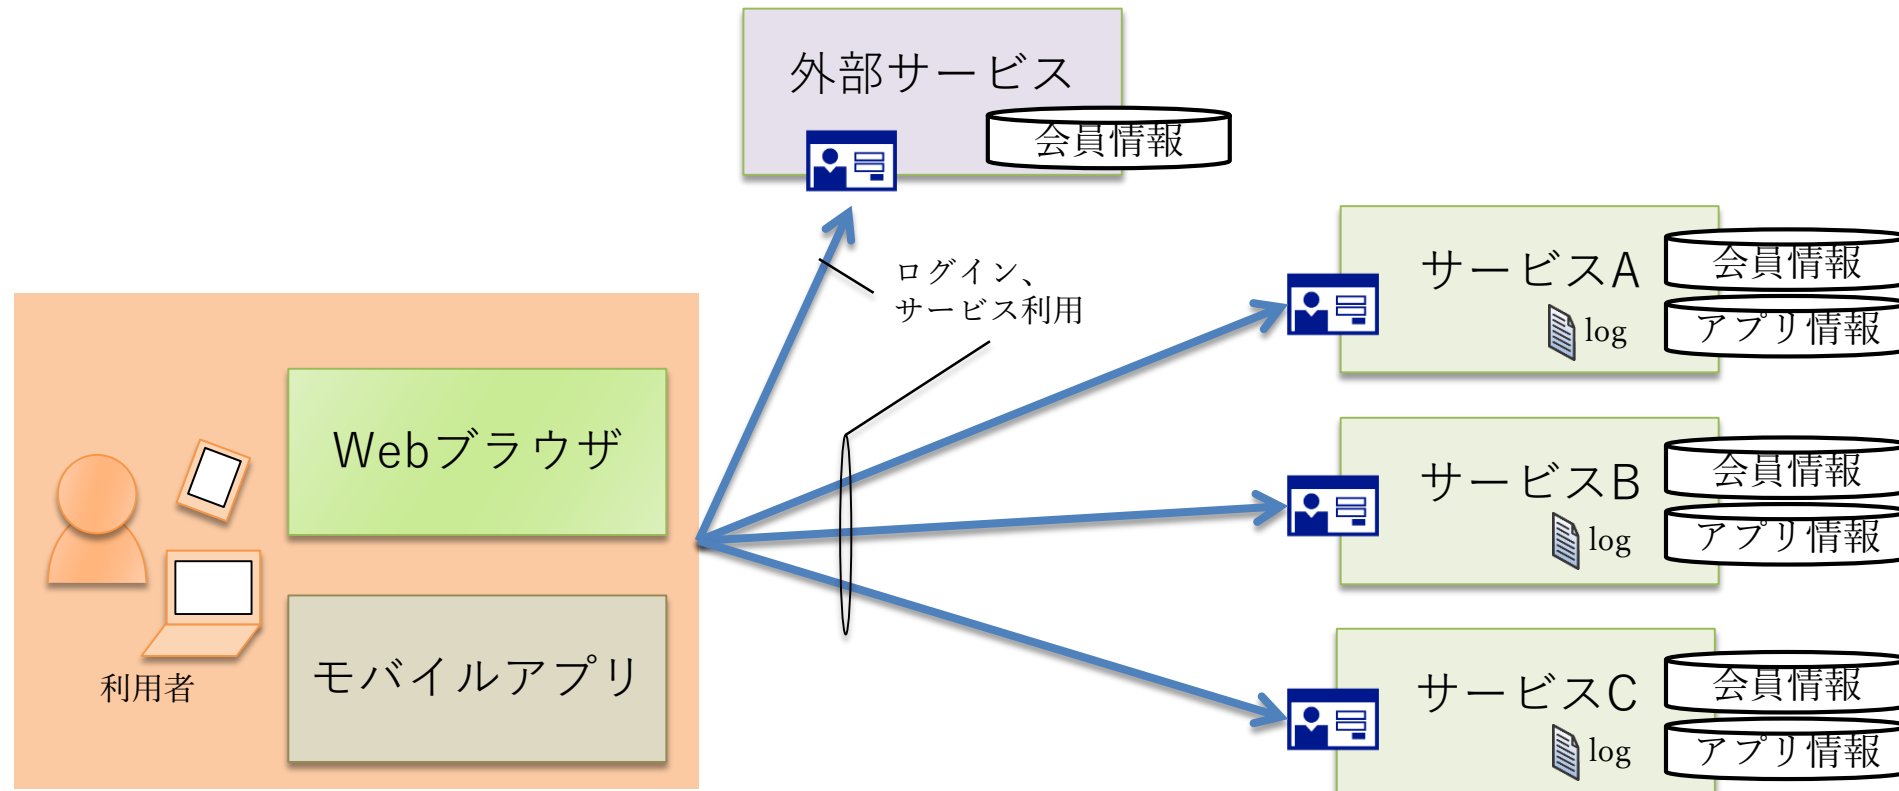 外部サービス
会員情報
ログイン、
サービス利用
サービスA
会員情報
アプリ情報
log
Webブラウザ
サービスB
会員情報
アプリ情報
log
モバイルアプリ
利用者
サービスC
会員情報
アプリ情報
log